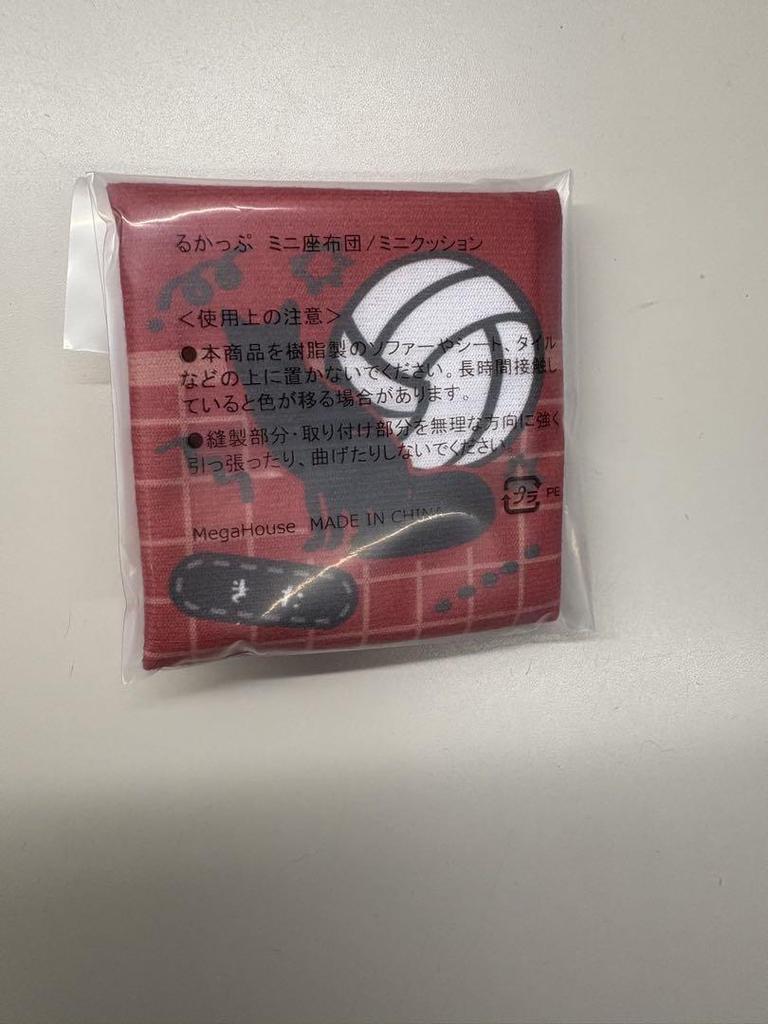 るかっぷ ミニ座布団/ミニクッション
<使用上の注意>
●本商品を樹脂製のソファーやシート、タイル
などの上に置かないでください。長時間接触し
ていると色が移る場合があります。
●縫製部分・取り付け部分を無理な方向に強く
引っ張ったり、曲げたりしないでください。
プラ PE
MegaHouse MADE IN CHINA